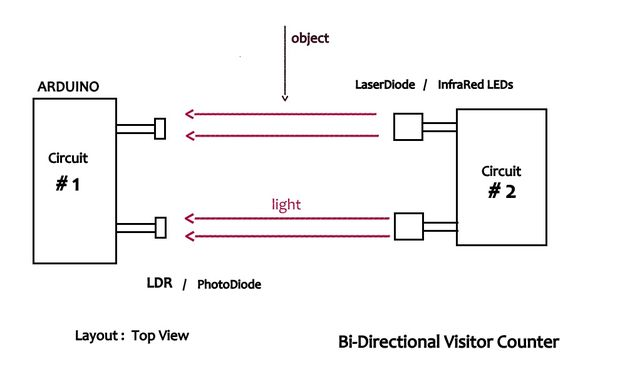 object
ARDUINO
LaserDiode / InfraRed LEDs
Circuit
# 1
Circuit
# 2
light
LDR / PhotoDiode
Layout : Top View
Bi-Directional Visitor Counter